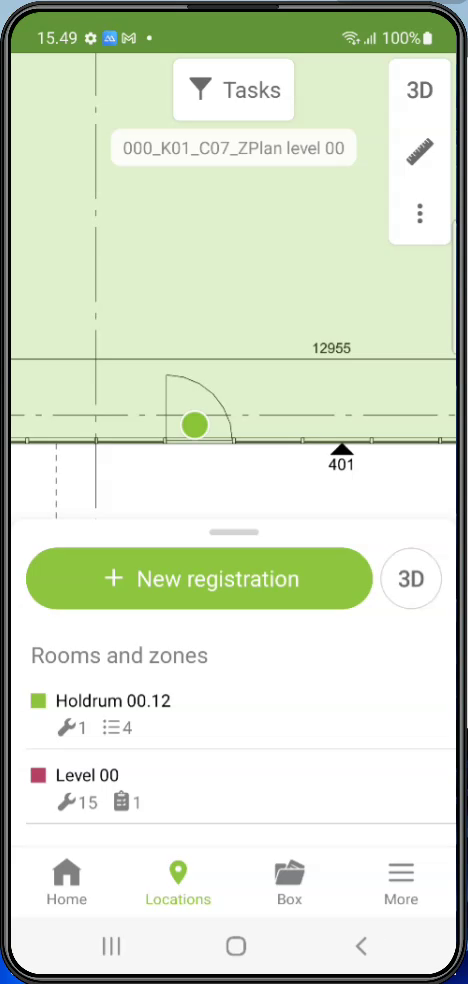 15.49
100%
Tasks
3D
000_K01_C07_ZPlan level 00
12955
401
+ New registration
3D
Rooms and zones
Holdrum 00.12
1 4
Level 00
15 1
Home
Locations
Box
More